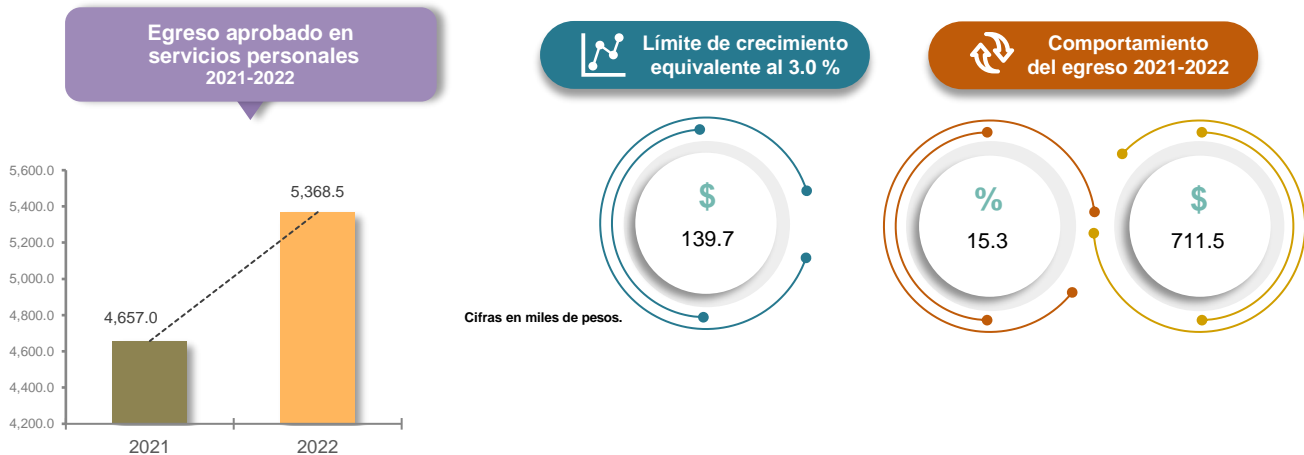 Egreso aprobado en
servicios personales
2021-2022
Límite de crecimiento
equivalente al 3.0 %
Comportamiento
del egreso 2021-2022
5,600.0
5,400.0
5,200.0
5,000.0
4,800.0
4,600.0
4,400.0
4,200.0
4,657.0
5,368.5
2021
2022
Cifras en miles de pesos.
$
139.7
%
15.3
$
711.5